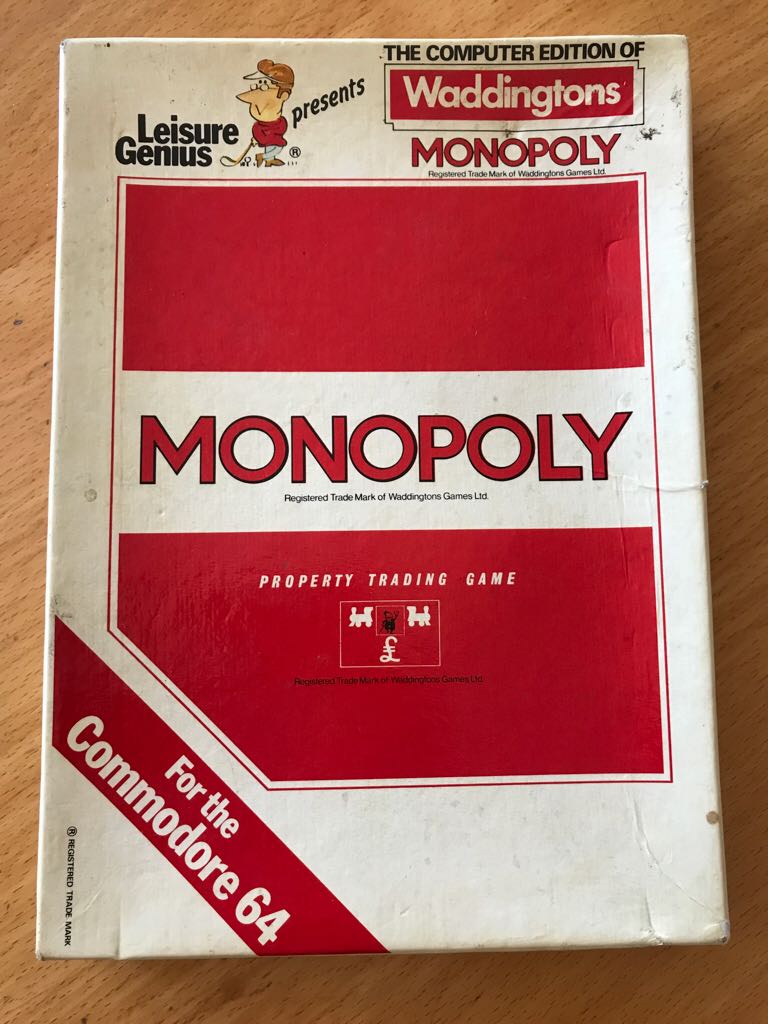 Leisure
Genius
®
presents
THE COMPUTER EDITION OF
Waddingtons
MONOPOLY
Registered Trade Mark of Waddingtons Games Ltd.
MONOPOLY
Registered Trade Mark of Waddingtons Games Ltd.
PROPERTY TRADING GAME
£
Registered Trade Mark of Waddingtons Games Ltd.
For the
Commodore 64
® REGISTERED TRADE MARK